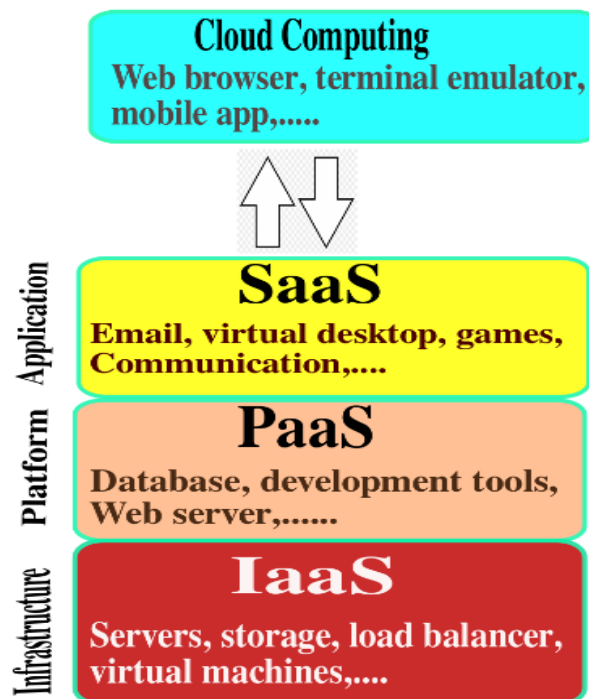 Cloud Computing
Web browser, terminal emulator,
mobile app,.....
Application
SaaS
Email, virtual desktop, games,
Communication,....
Platform
PaaS
Database, development tools,
Web server,......
Infrastructure
IaaS
Servers, storage, load balancer,
virtual machines,....